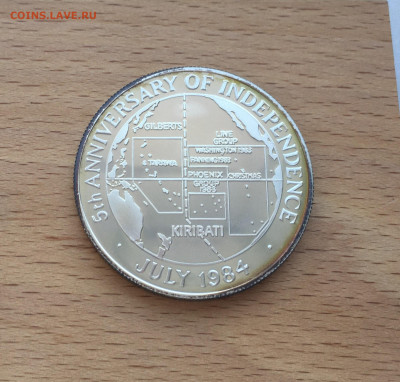 COINS.LAVE.RU
5th ANNIVERSARY OF INDEPENDENCE
GILBERTS
LINE
GROUP
WASHINGTON 1983
FANNING 1983
TARAWA
PHOENIX
GROUP
1983
CHRISTMAS
KIRIBATI
• JULY 1984 •